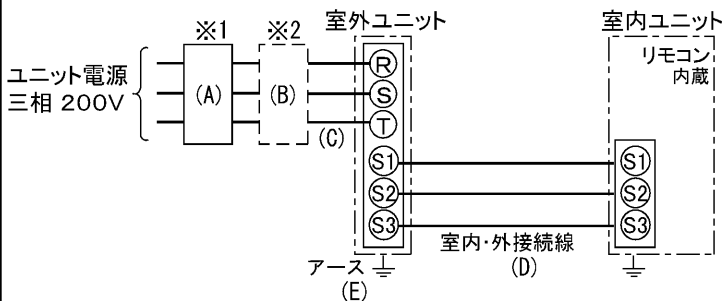 ※1
※2
室外ユニット
室内ユニット
ユニット電源
三相 200V
(A)
(B)
(C)
R
S
T
リモコン
内蔵
S1
S2
S3
S1
S2
S3
室内・外接続線
(D)
アース
(E)